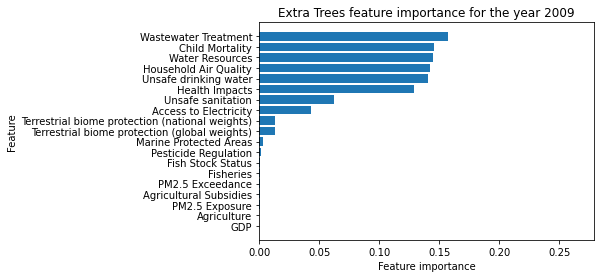 Extra Trees feature importance for the year 2009
Feature
Wastewater Treatment
Child Mortality
Water Resources
Household Air Quality
Unsafe drinking water
Health Impacts
Unsafe sanitation
Access to Electricity
Terrestrial biome protection (national weights)
Terrestrial biome protection (global weights)
Marine Protected Areas
Pesticide Regulation
Fish Stock Status
Fisheries
PM2.5 Exceedance
Agricultural Subsidies
PM2.5 Exposure
Agriculture
GDP
0.00 0.05 0.10 0.15 0.20 0.25
Feature importance